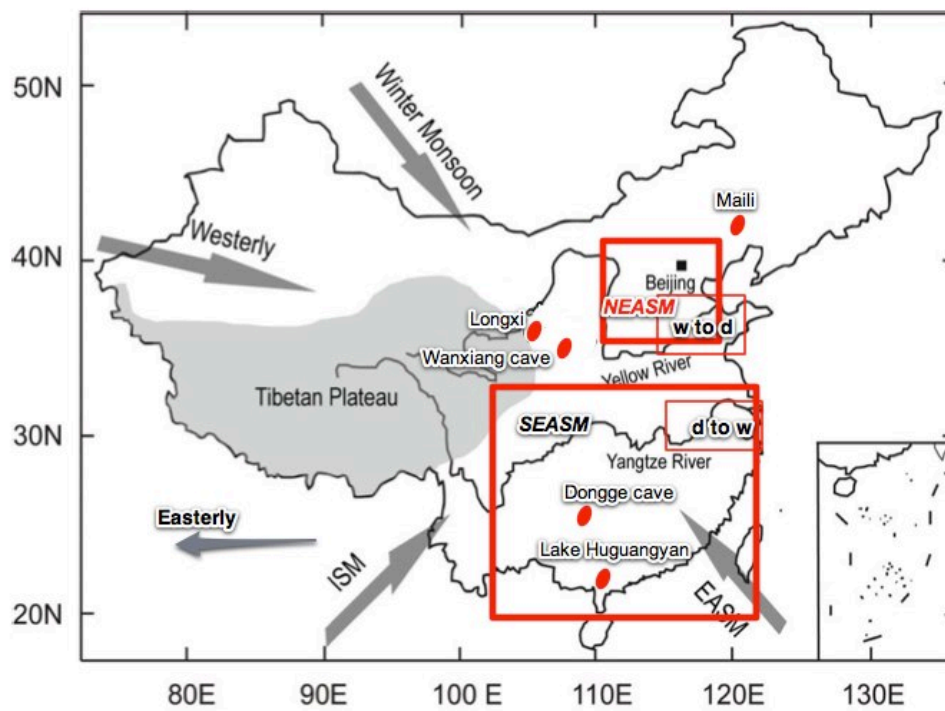 50N
40N
30N
20N
Winter Monsoon
Westerly
Maili
Beijing
NEASM
w to d
Longxi
Wanxiang cave
Yellow River
Tibetan Plateau
SEASM
d to w
Yangtze River
Dongge cave
Easterly
Lake Huguangyan
ISM
EASM
80E
90E
100 E
110E
120E
130E